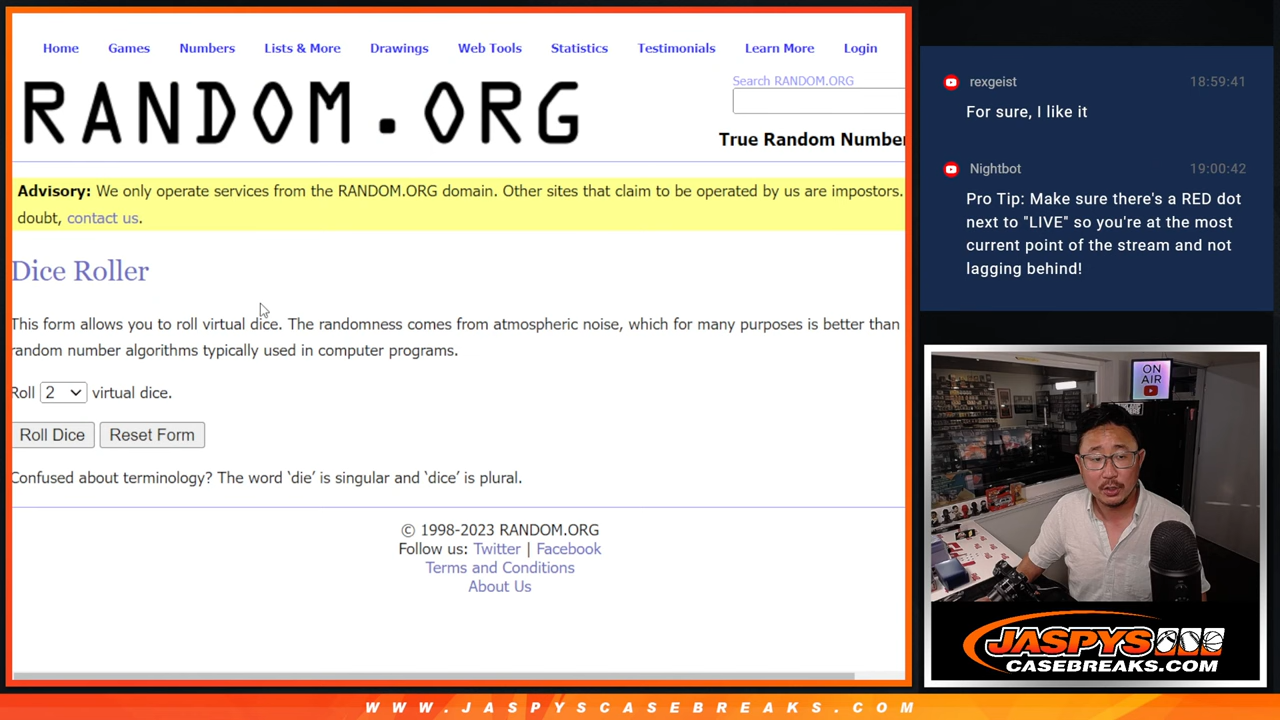 Home Games Numbers Lists & More Drawings Web Tools Statistics Testimonials Learn More Login
RANDOM.ORG
Search RANDOM.ORG
True Random Number
Advisory: We only operate services from the RANDOM.ORG domain. Other sites that claim to be operated by us are impostors.
doubt, contact us.
Dice Roller
This form allows you to roll virtual dice. The randomness comes from atmospheric noise, which for many purposes is better than
random number algorithms typically used in computer programs.
Roll 2 virtual dice.
Roll Dice Reset Form
Confused about terminology? The word ‘die’ is singular and ‘dice’ is plural.
© 1998-2023 RANDOM.ORG
Follow us: Twitter | Facebook
Terms and Conditions
About Us
rexgeist 18:59:41
For sure, I like it
Nightbot 19:00:42
Pro Tip: Make sure there's a RED dot
next to "LIVE" so you're at the most
current point of the stream and not
lagging behind!
ON
AIR
JASPYS
CASEBREAKS.COM
WWW.JASPYSCASEBREAKS.COM